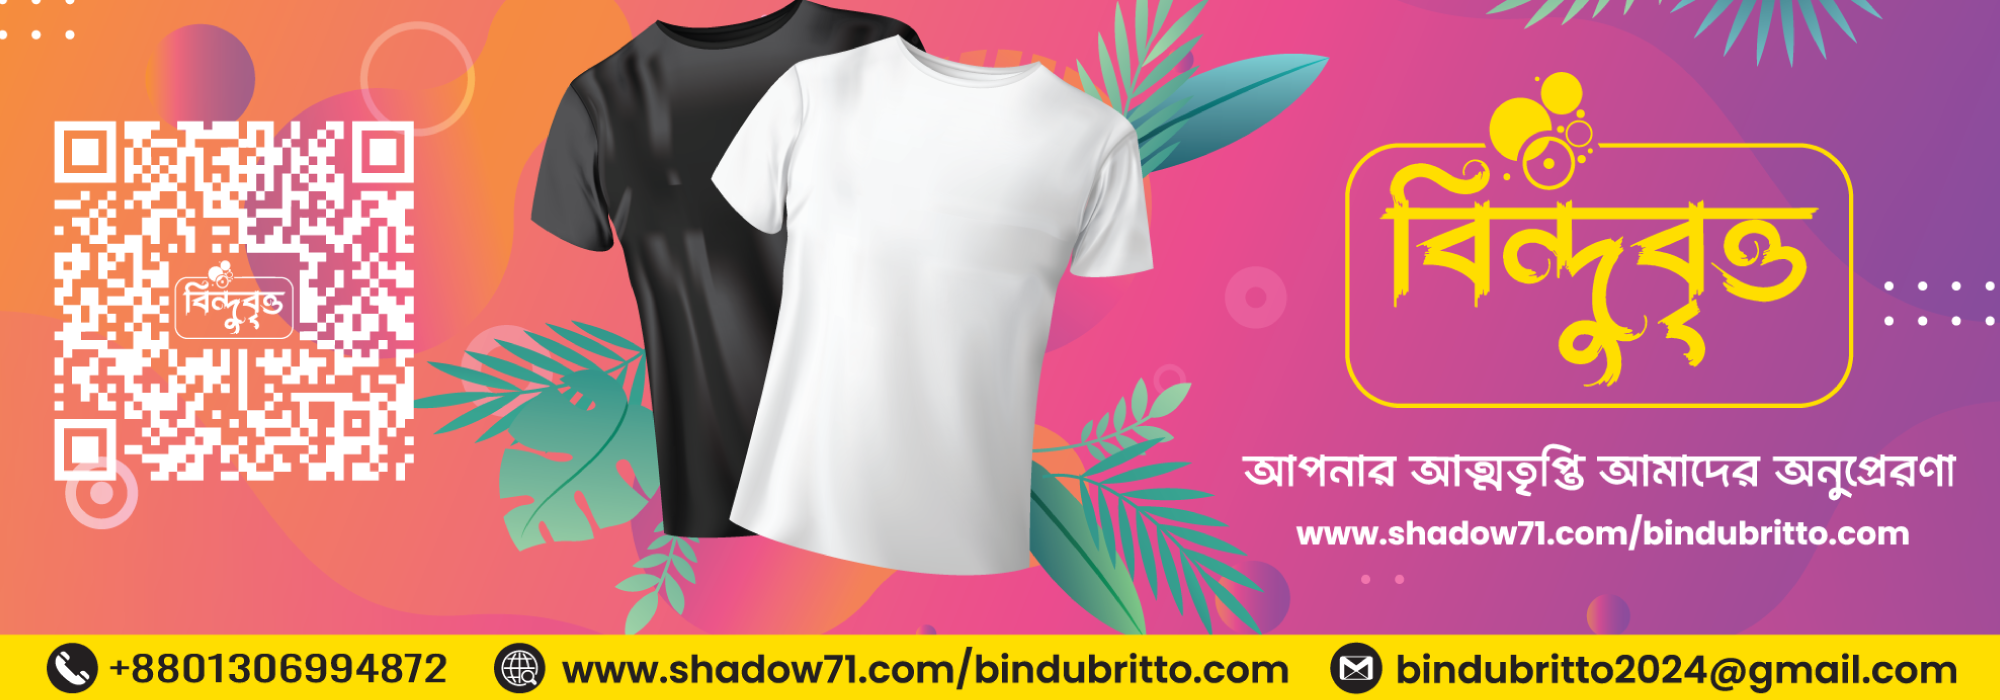 বিন্দুবৃত্ত
বিন্দুবৃত্ত
আপনার আত্মতৃপ্তি আমাদের অনুপ্রেরণা
www.shadow71.com/bindubritto.com
+8801306994872 www.shadow71.com/bindubritto.com bindubritto2024@gmail.com